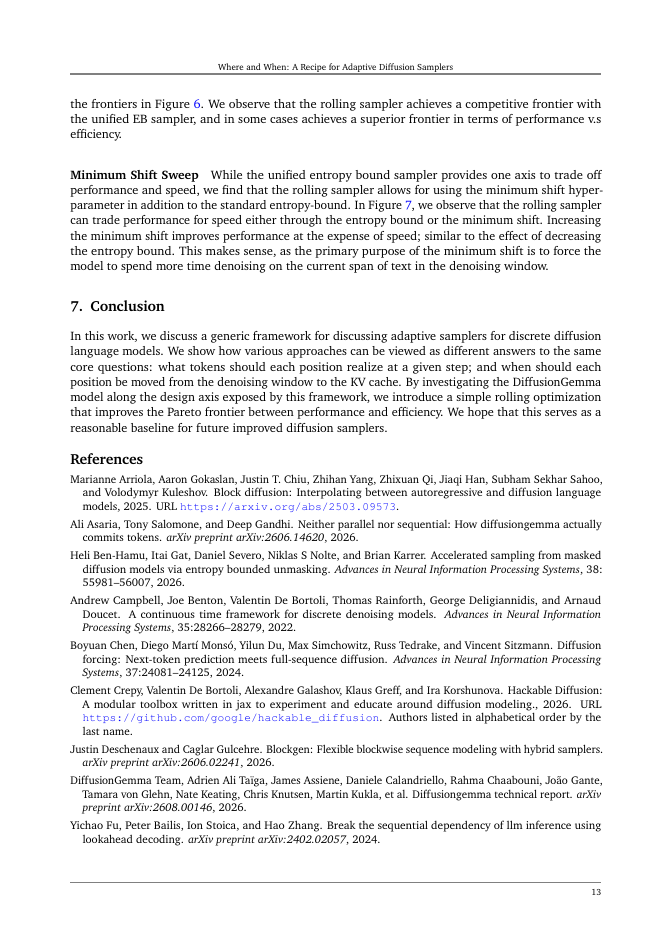 Where and When: A Recipe for Adaptive Diffusion Samplers
the frontiers in Figure 6. We observe that the rolling sampler achieves a competitive frontier with
the unified EB sampler, and in some cases achieves a superior frontier in terms of performance v.s
efficiency.
Minimum Shift Sweep While the unified entropy bound sampler provides one axis to trade off
performance and speed, we find that the rolling sampler allows for using the minimum shift hyper-
parameter in addition to the standard entropy-bound. In Figure 7, we observe that the rolling sampler
can trade performance for speed either through the entropy bound or the minimum shift. Increasing
the minimum shift improves performance at the expense of speed; similar to the effect of decreasing
the entropy bound. This makes sense, as the primary purpose of the minimum shift is to force the
model to spend more time denoising on the current span of text in the denoising window.
7. Conclusion
In this work, we discuss a generic framework for discussing adaptive samplers for discrete diffusion
language models. We show how various approaches can be viewed as different answers to the same
core questions: what tokens should each position realize at a given step; and when should each
position be moved from the denoising window to the KV cache. By investigating the DiffusionGemma
model along the design axis exposed by this framework, we introduce a simple rolling optimization
that improves the Pareto frontier between performance and efficiency. We hope that this serves as a
reasonable baseline for future improved diffusion samplers.
References
Marianne Arriola, Aaron Gokaslan, Justin T. Chiu, Zhihan Yang, Zhixuan Qi, Jiaqi Han, Subham Sekhar Sahoo,
and Volodymyr Kuleshov. Block diffusion: Interpolating between autoregressive and diffusion language
models, 2025. URL https://arxiv.org/abs/2503.09573.
Ali Asaria, Tony Salomone, and Deep Gandhi. Neither parallel nor sequential: How diffusiongemma actually
commits tokens. arXiv preprint arXiv:2606.14620, 2026.
Heli Ben-Hamu, Itai Gat, Daniel Severo, Niklas S Nolte, and Brian Karrer. Accelerated sampling from masked
diffusion models via entropy bounded unmasking. Advances in Neural Information Processing Systems, 38:
55981–56007, 2026.
Andrew Campbell, Joe Benton, Valentin De Bortoli, Thomas Rainforth, George Deligiannidis, and Arnaud
Doucet. A continuous time framework for discrete denoising models. Advances in Neural Information
Processing Systems, 35:28266–28279, 2022.
Boyuan Chen, Diego Martí Monsó, Yilun Du, Max Simchowitz, Russ Tedrake, and Vincent Sitzmann. Diffusion
forcing: Next-token prediction meets full-sequence diffusion. Advances in Neural Information Processing
Systems, 37:24081–24125, 2024.
Clement Crepy, Valentin De Bortoli, Alexandre Galashov, Klaus Greff, and Ira Korshunova. Hackable Diffusion:
A modular toolbox written in jax to experiment and educate around diffusion modeling., 2026. URL
https://github.com/google/hackable_diffusion. Authors listed in alphabetical order by the
last name.
Justin Deschenaux and Caglar Gulcehre. Blockgen: Flexible blockwise sequence modeling with hybrid samplers.
arXiv preprint arXiv:2606.02241, 2026.
DiffusionGemma Team, Adrien Ali Taïga, James Assiene, Daniele Calandriello, Rahma Chaabouni, João Gante,
Tamara von Glehn, Nate Keating, Chris Knutsen, Martin Kukla, et al. Diffusiongemma technical report. arXiv
preprint arXiv:2608.00146, 2026.
Yichao Fu, Peter Bailis, Ion Stoica, and Hao Zhang. Break the sequential dependency of llm inference using
lookahead decoding. arXiv preprint arXiv:2402.02057, 2024.
13